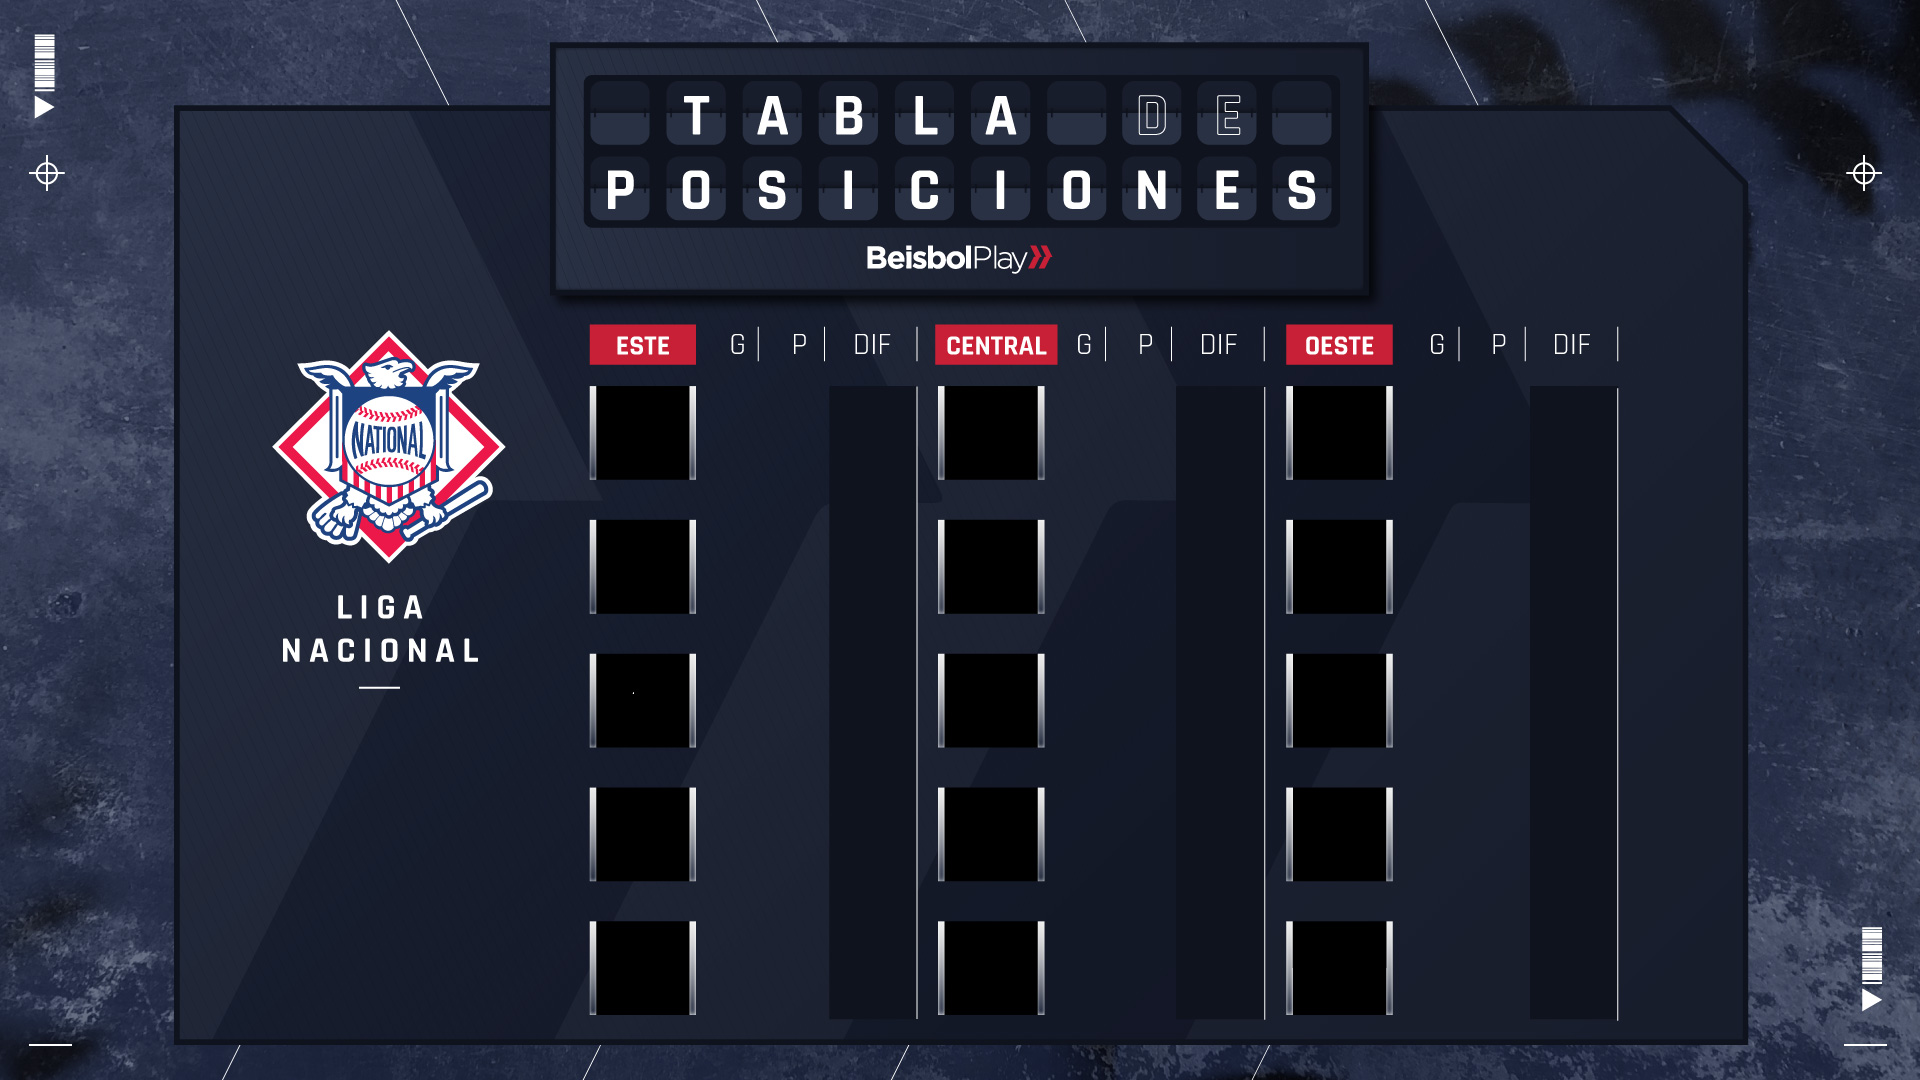 TABLA DE
POSICIONES
BeisbolPlay
ESTE G P DIF CENTRAL G P DIF OESTE G P DIF
NATIONAL
LIGA
NACIONAL